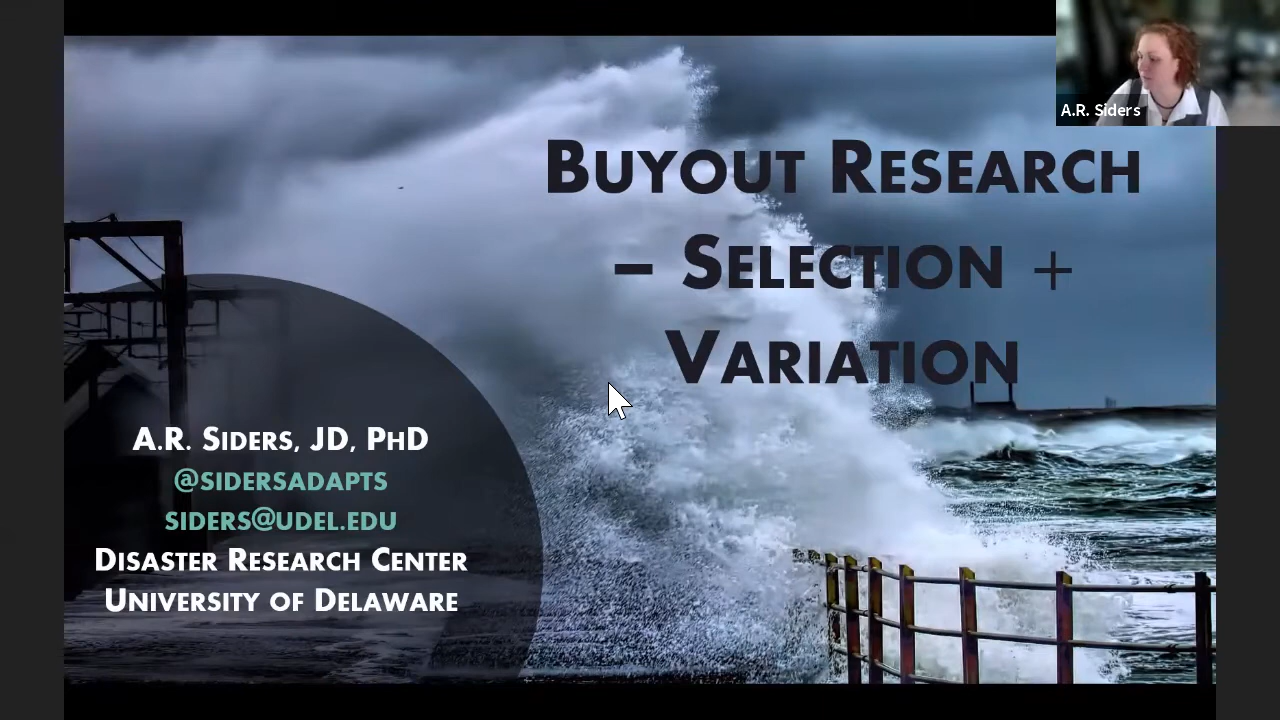 A.R. Siders
BUYOUT RESEARCH
– SELECTION +
VARIATION
A.R. SIDERS, JD, PHD
@SIDERSADAPTS
SIDERS@UDEL.EDU
DISASTER RESEARCH CENTER
UNIVERSITY OF DELAWARE